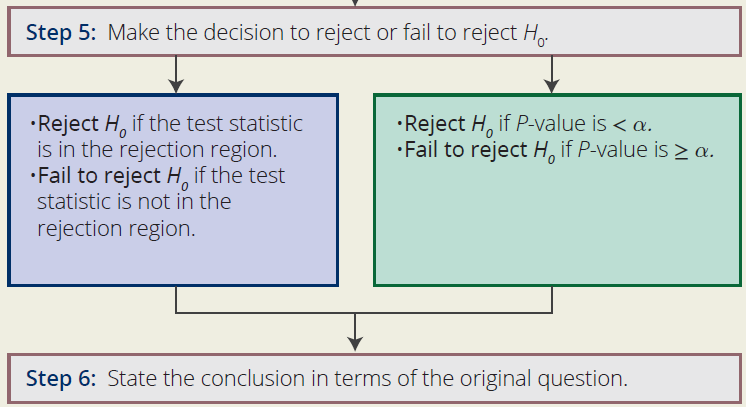 Step 5: Make the decision to reject or fail to reject H₀.
•Reject H₀ if the test statistic
is in the rejection region.
•Fail to reject H₀ if the test
statistic is not in the
rejection region.
•Reject H₀ if P-value is < α.
•Fail to reject H₀ if P-value is ≥ α.
Step 6: State the conclusion in terms of the original question.